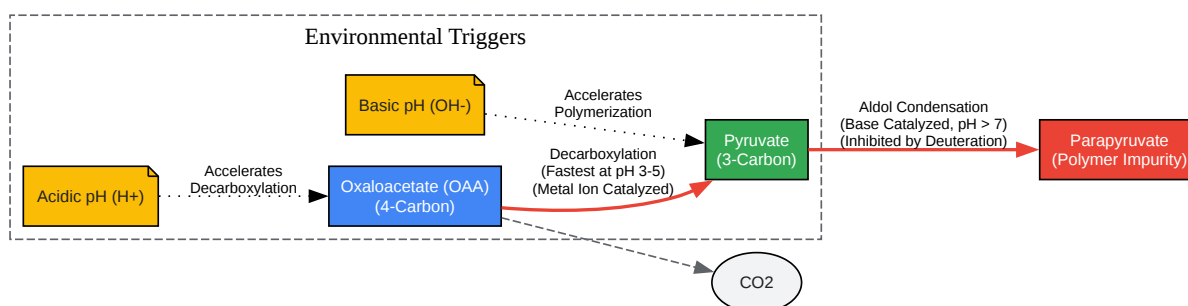 Environmental Triggers
Basic pH (OH-)
Accelerates
Polymerization
Aldol Condensation
(Base Catalyzed, pH > 7)
(Inhibited by Deuteration)
Pyruvate
(3-Carbon)
Parapyruvate
(Polymer Impurity)
Acidic pH (H+)
Accelerates
Decarboxylation
Oxaloacetate (OAA)
(4-Carbon)
Decarboxylation
(Fastest at pH 3-5)
(Metal Ion Catalyzed)
CO2